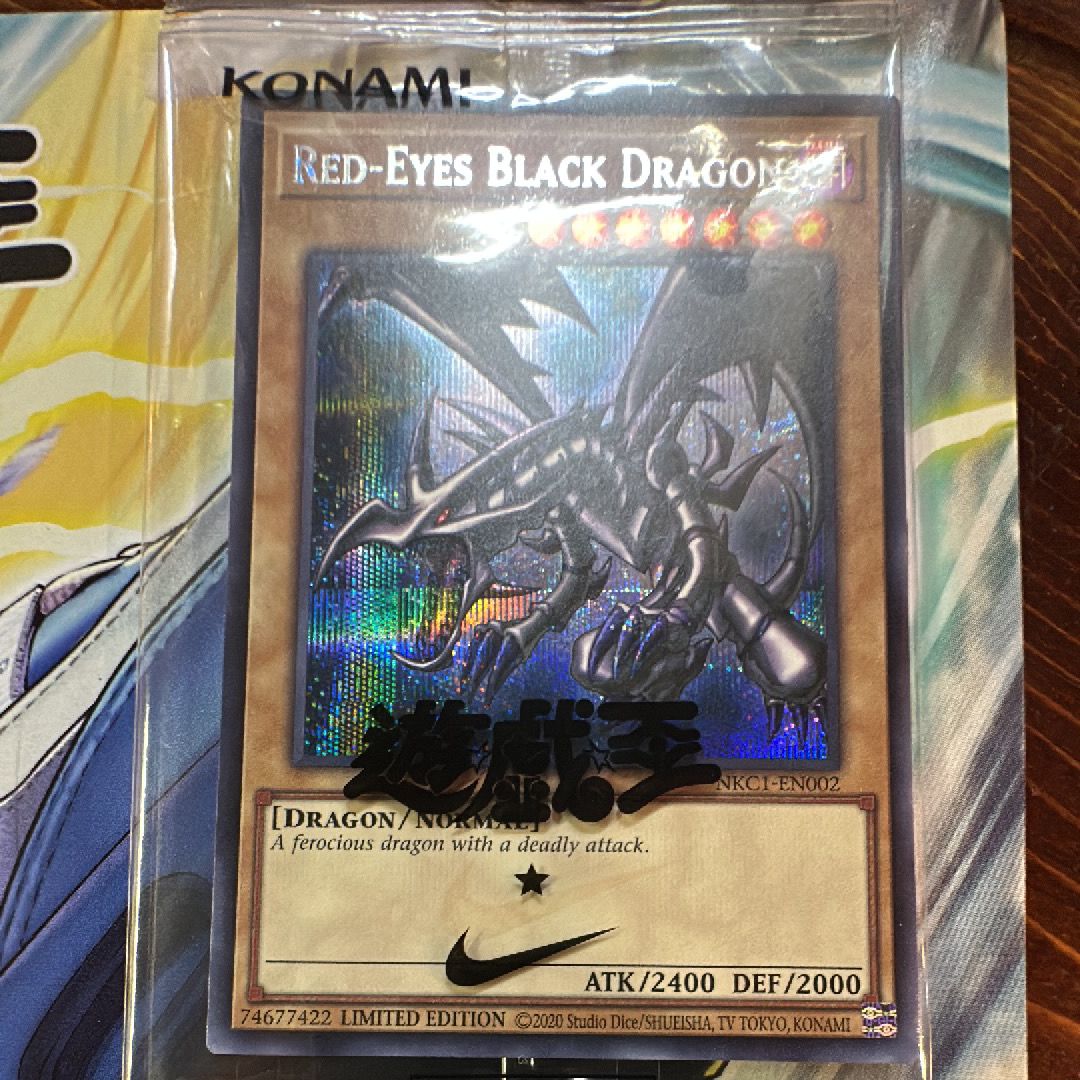 KONAMI
RED-EYES BLACK DRAGON
遊戯王
NKC1-EN002
[DRAGON/NORMAL]
A ferocious dragon with a deadly attack.
ATK/2400 DEF/2000
74677422 LIMITED EDITION ©2020 Studio Dice/SHUEISHA, TV TOKYO, KONAMI